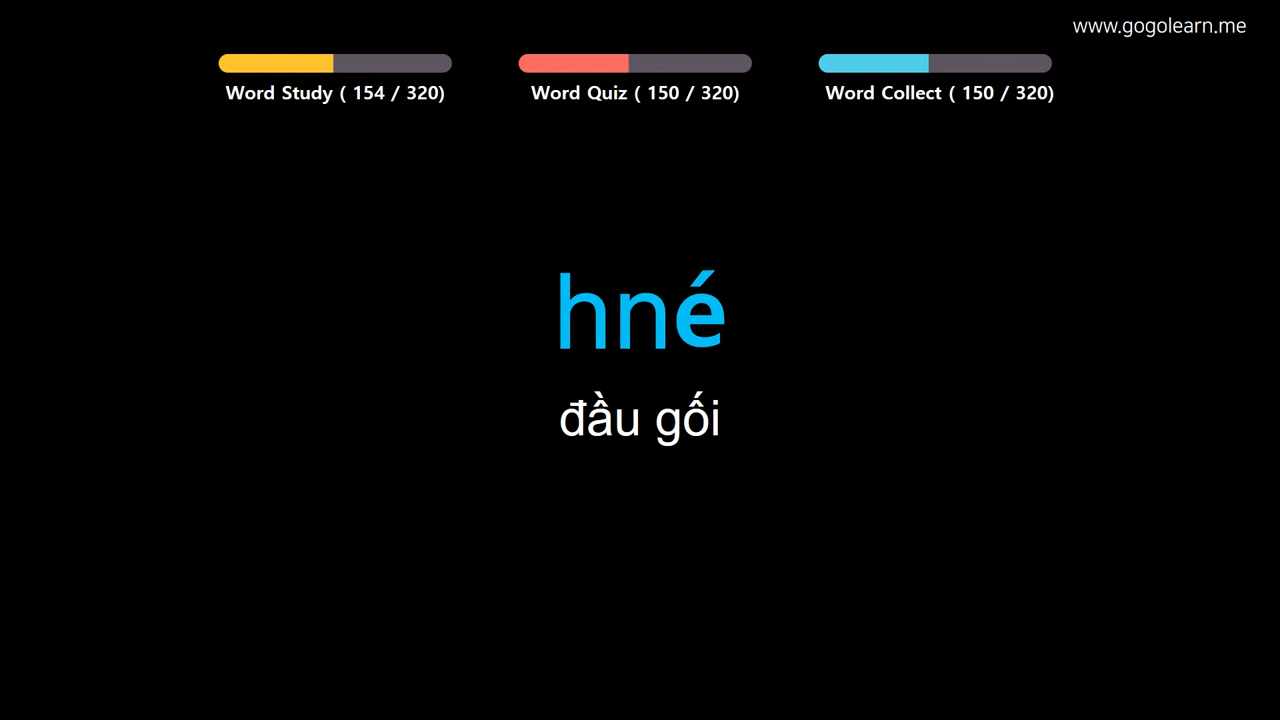 www.gogolearn.me
Word Study ( 154 / 320)
Word Quiz ( 150 / 320)
Word Collect ( 150 / 320)
hné
đầu gối